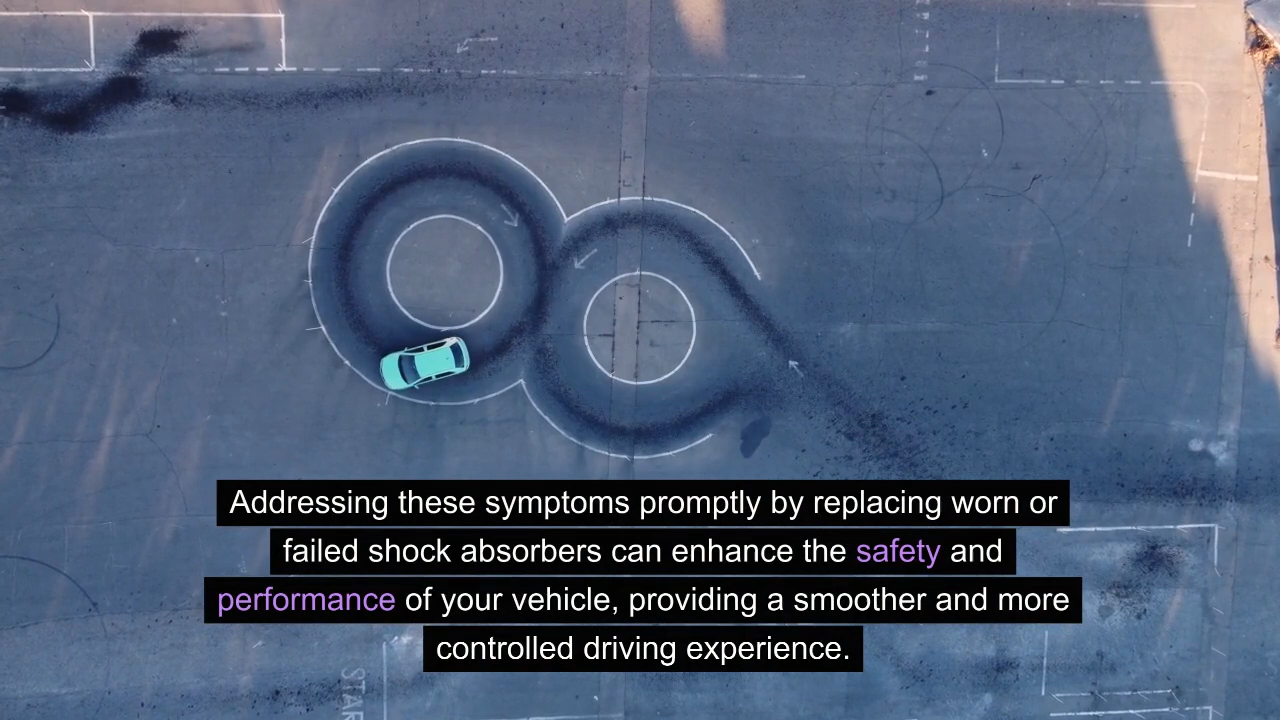 Addressing these symptoms promptly by replacing worn or
failed shock absorbers can enhance the safety and
performance of your vehicle, providing a smoother and more
controlled driving experience.